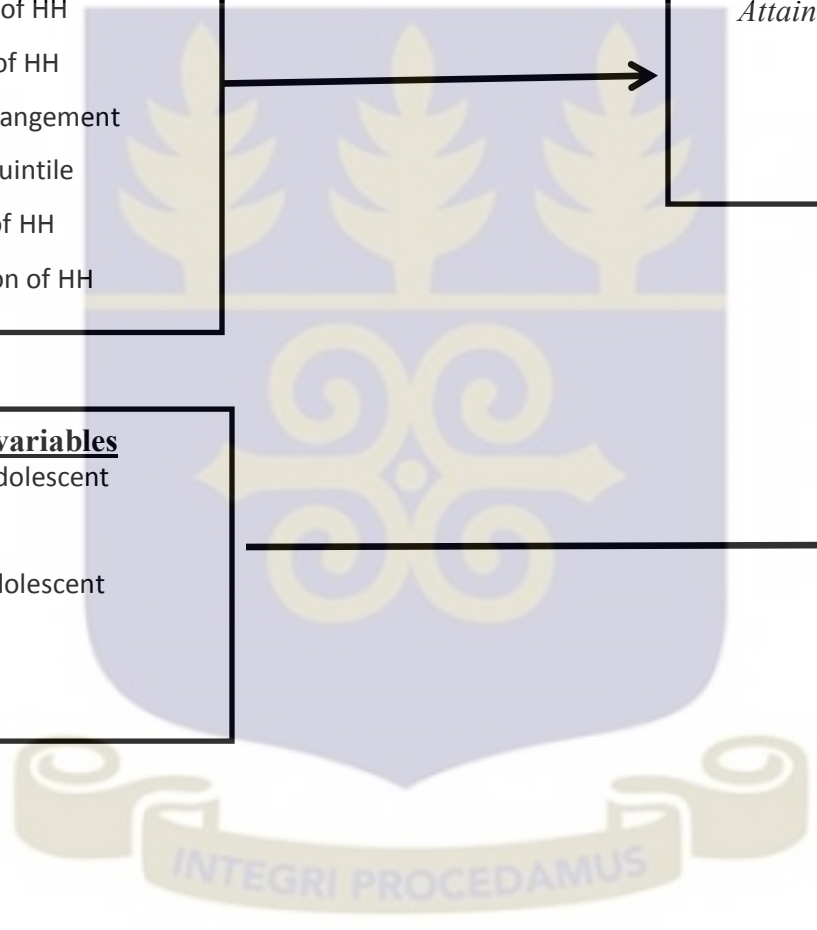 of HH
Attain
of HH
angement
uintile
of HH
on of HH
variables
dolescent
dolescent
INTEGRI PROCEDAMUS